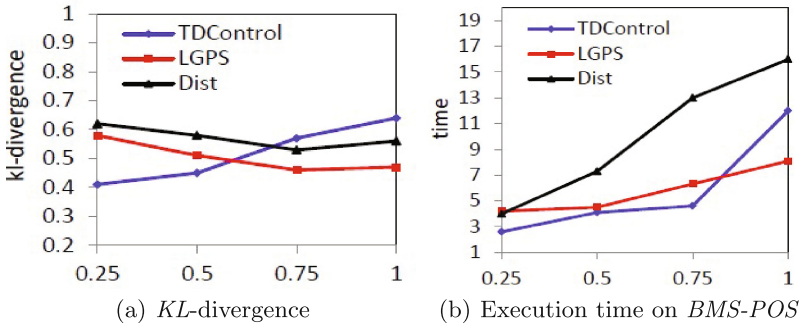 1
0.9
0.8
0.7
0.6
0.5
0.4
0.3
0.2
kl-divergence
TDControl
LGPS
Dist
0.25 0.5 0.75 1
(a) KL-divergence
19
17
15
13
11
9
7
5
3
1
time
TDControl
LGPS
Dist
0.25 0.5 0.75 1
(b) Execution time on BMS-POS